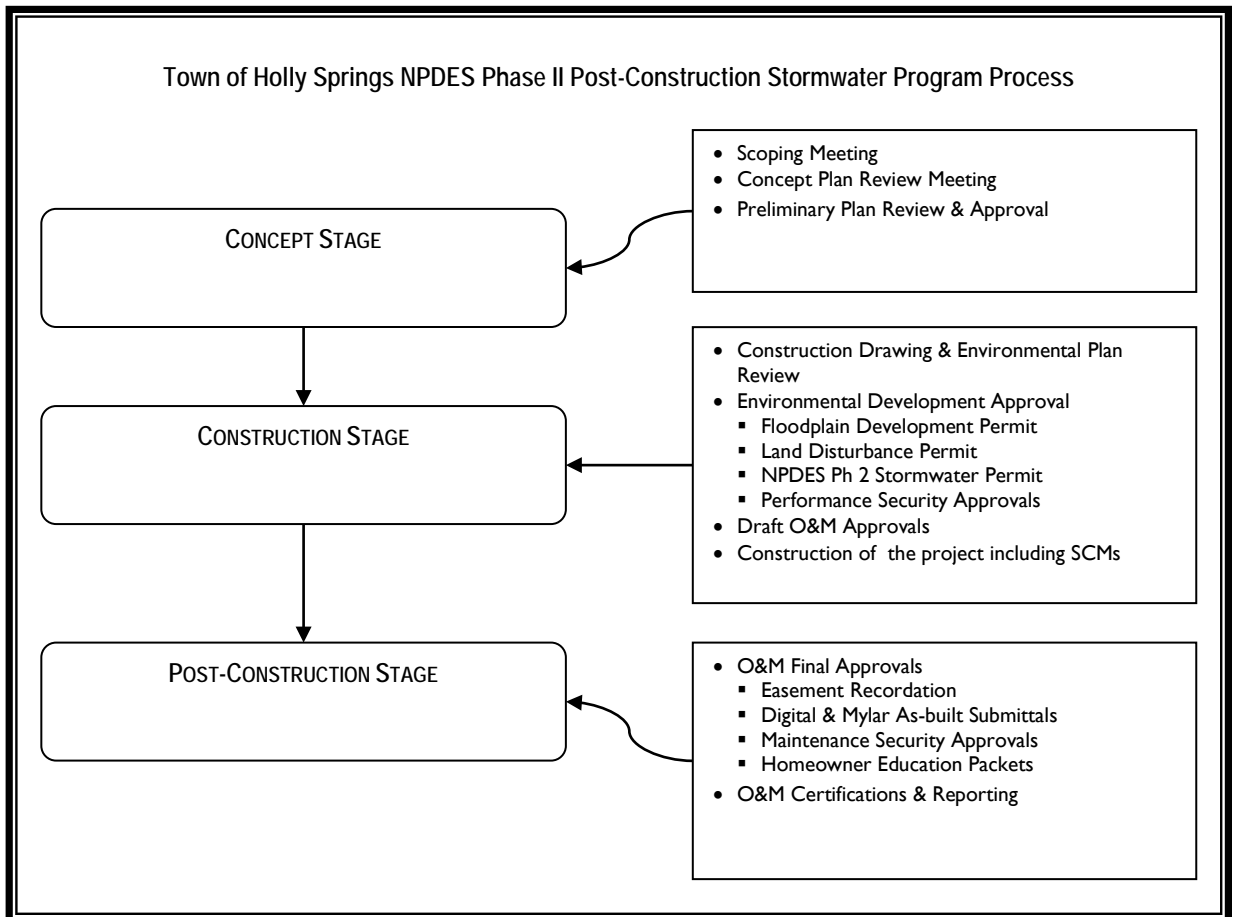 Town of Holly Springs NPDES Phase II Post-Construction Stormwater Program Process
CONCEPT STAGE
• Scoping Meeting
• Concept Plan Review Meeting
• Preliminary Plan Review & Approval
CONSTRUCTION STAGE
• Construction Drawing & Environmental Plan
Review
• Environmental Development Approval
▪ Floodplain Development Permit
▪ Land Disturbance Permit
▪ NPDES Ph 2 Stormwater Permit
▪ Performance Security Approvals
• Draft O&M Approvals
• Construction of the project including SCMs
POST-CONSTRUCTION STAGE
• O&M Final Approvals
▪ Easement Recordation
▪ Digital & Mylar As-built Submittals
▪ Maintenance Security Approvals
▪ Homeowner Education Packets
• O&M Certifications & Reporting